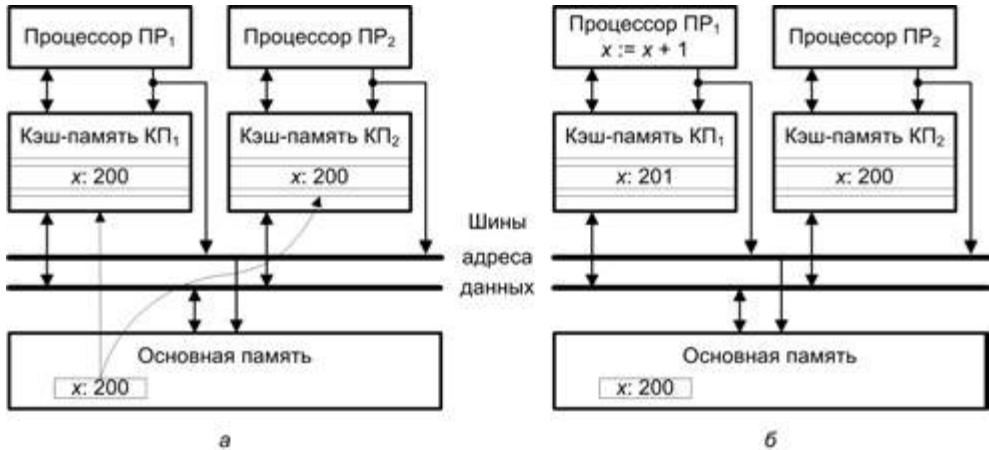 Процессор ПР₁
Процессор ПР₂
Кэш-память КП₁
Кэш-память КП₂
x: 200
x: 200
Основная память
x: 200
а
Шины
адреса
данных
Процессор ПР₁
x := x + 1
Процессор ПР₂
Кэш-память КП₁
Кэш-память КП₂
x: 201
x: 200
Основная память
x: 200
б